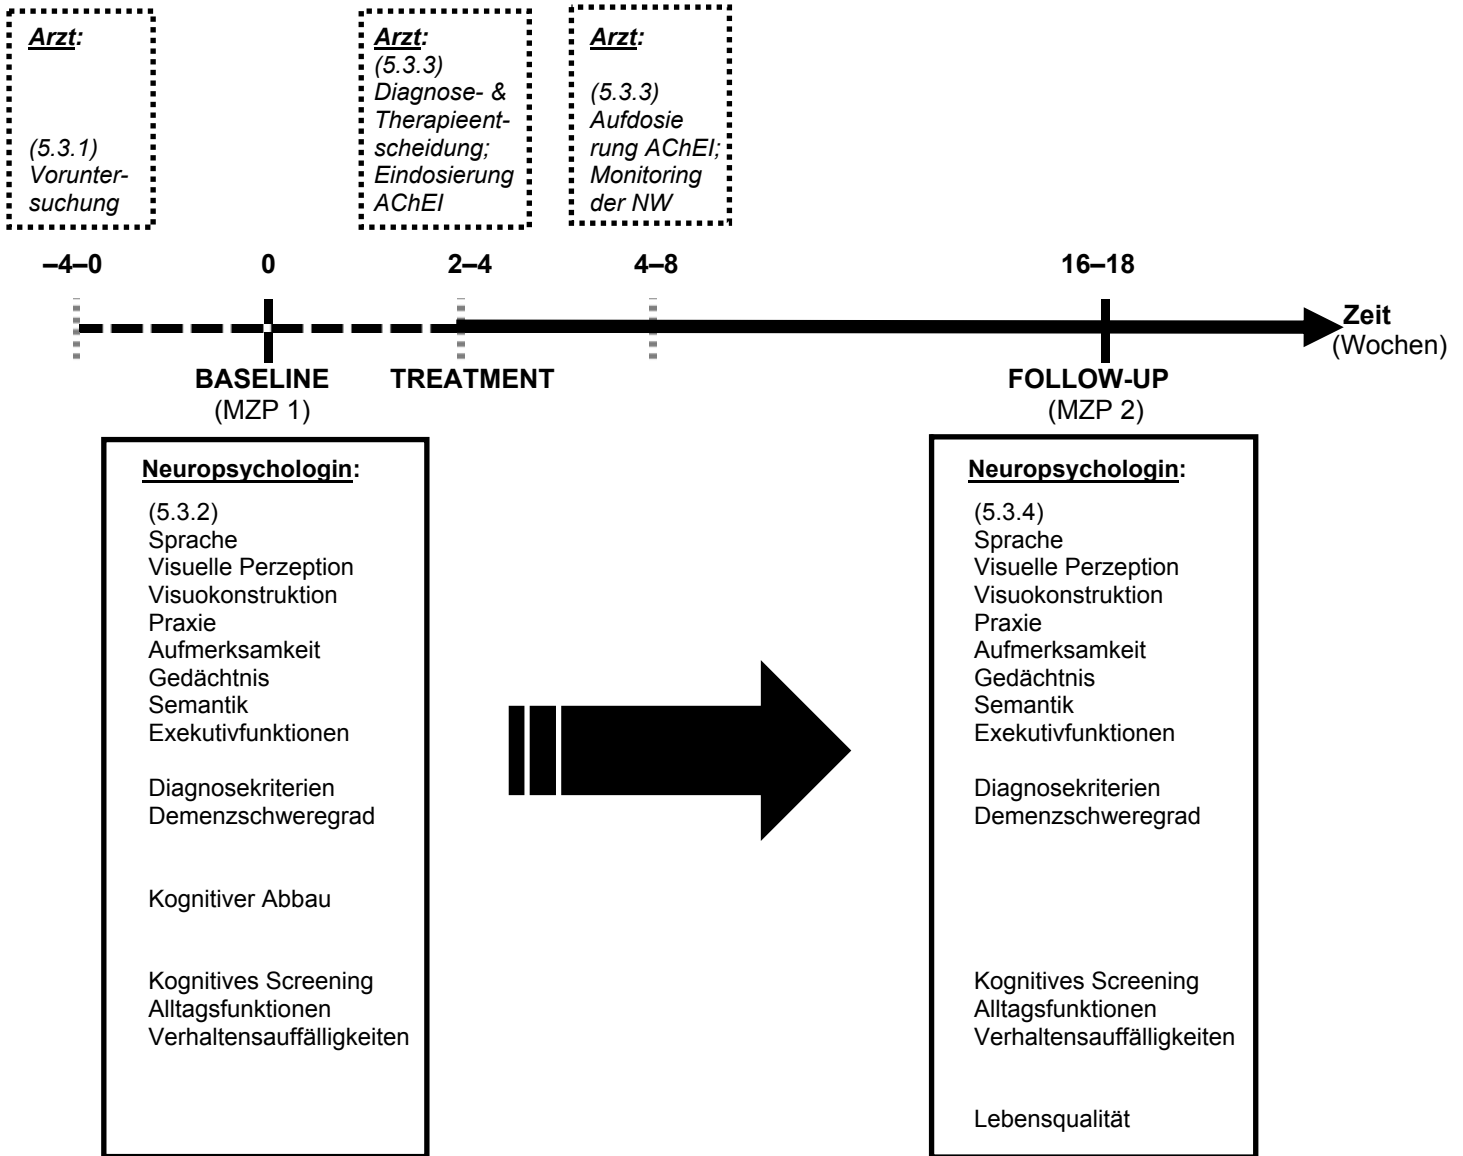 Arzt:
(5.3.1)
Vorunter-
suchung
Arzt:
(5.3.3)
Diagnose- &
Therapieent-
scheidung;
Eindosierung
AChEI
Arzt:
(5.3.3)
Aufdosie
rung AChEI;
Monitoring
der NW
–4–0
0
2–4
4–8
16–18
Zeit
(Wochen)
BASELINE
(MZP 1)
TREATMENT
FOLLOW-UP
(MZP 2)
Neuropsychologin:
(5.3.2)
Sprache
Visuelle Perzeption
Visuokonstruktion
Praxie
Aufmerksamkeit
Gedächtnis
Semantik
Exekutivfunktionen
Diagnosekriterien
Demenzschweregrad
Kognitiver Abbau
Kognitives Screening
Alltagsfunktionen
Verhaltensauffälligkeiten
Neuropsychologin:
(5.3.4)
Sprache
Visuelle Perzeption
Visuokonstruktion
Praxie
Aufmerksamkeit
Gedächtnis
Semantik
Exekutivfunktionen
Diagnosekriterien
Demenzschweregrad
Kognitives Screening
Alltagsfunktionen
Verhaltensauffälligkeiten
Lebensqualität